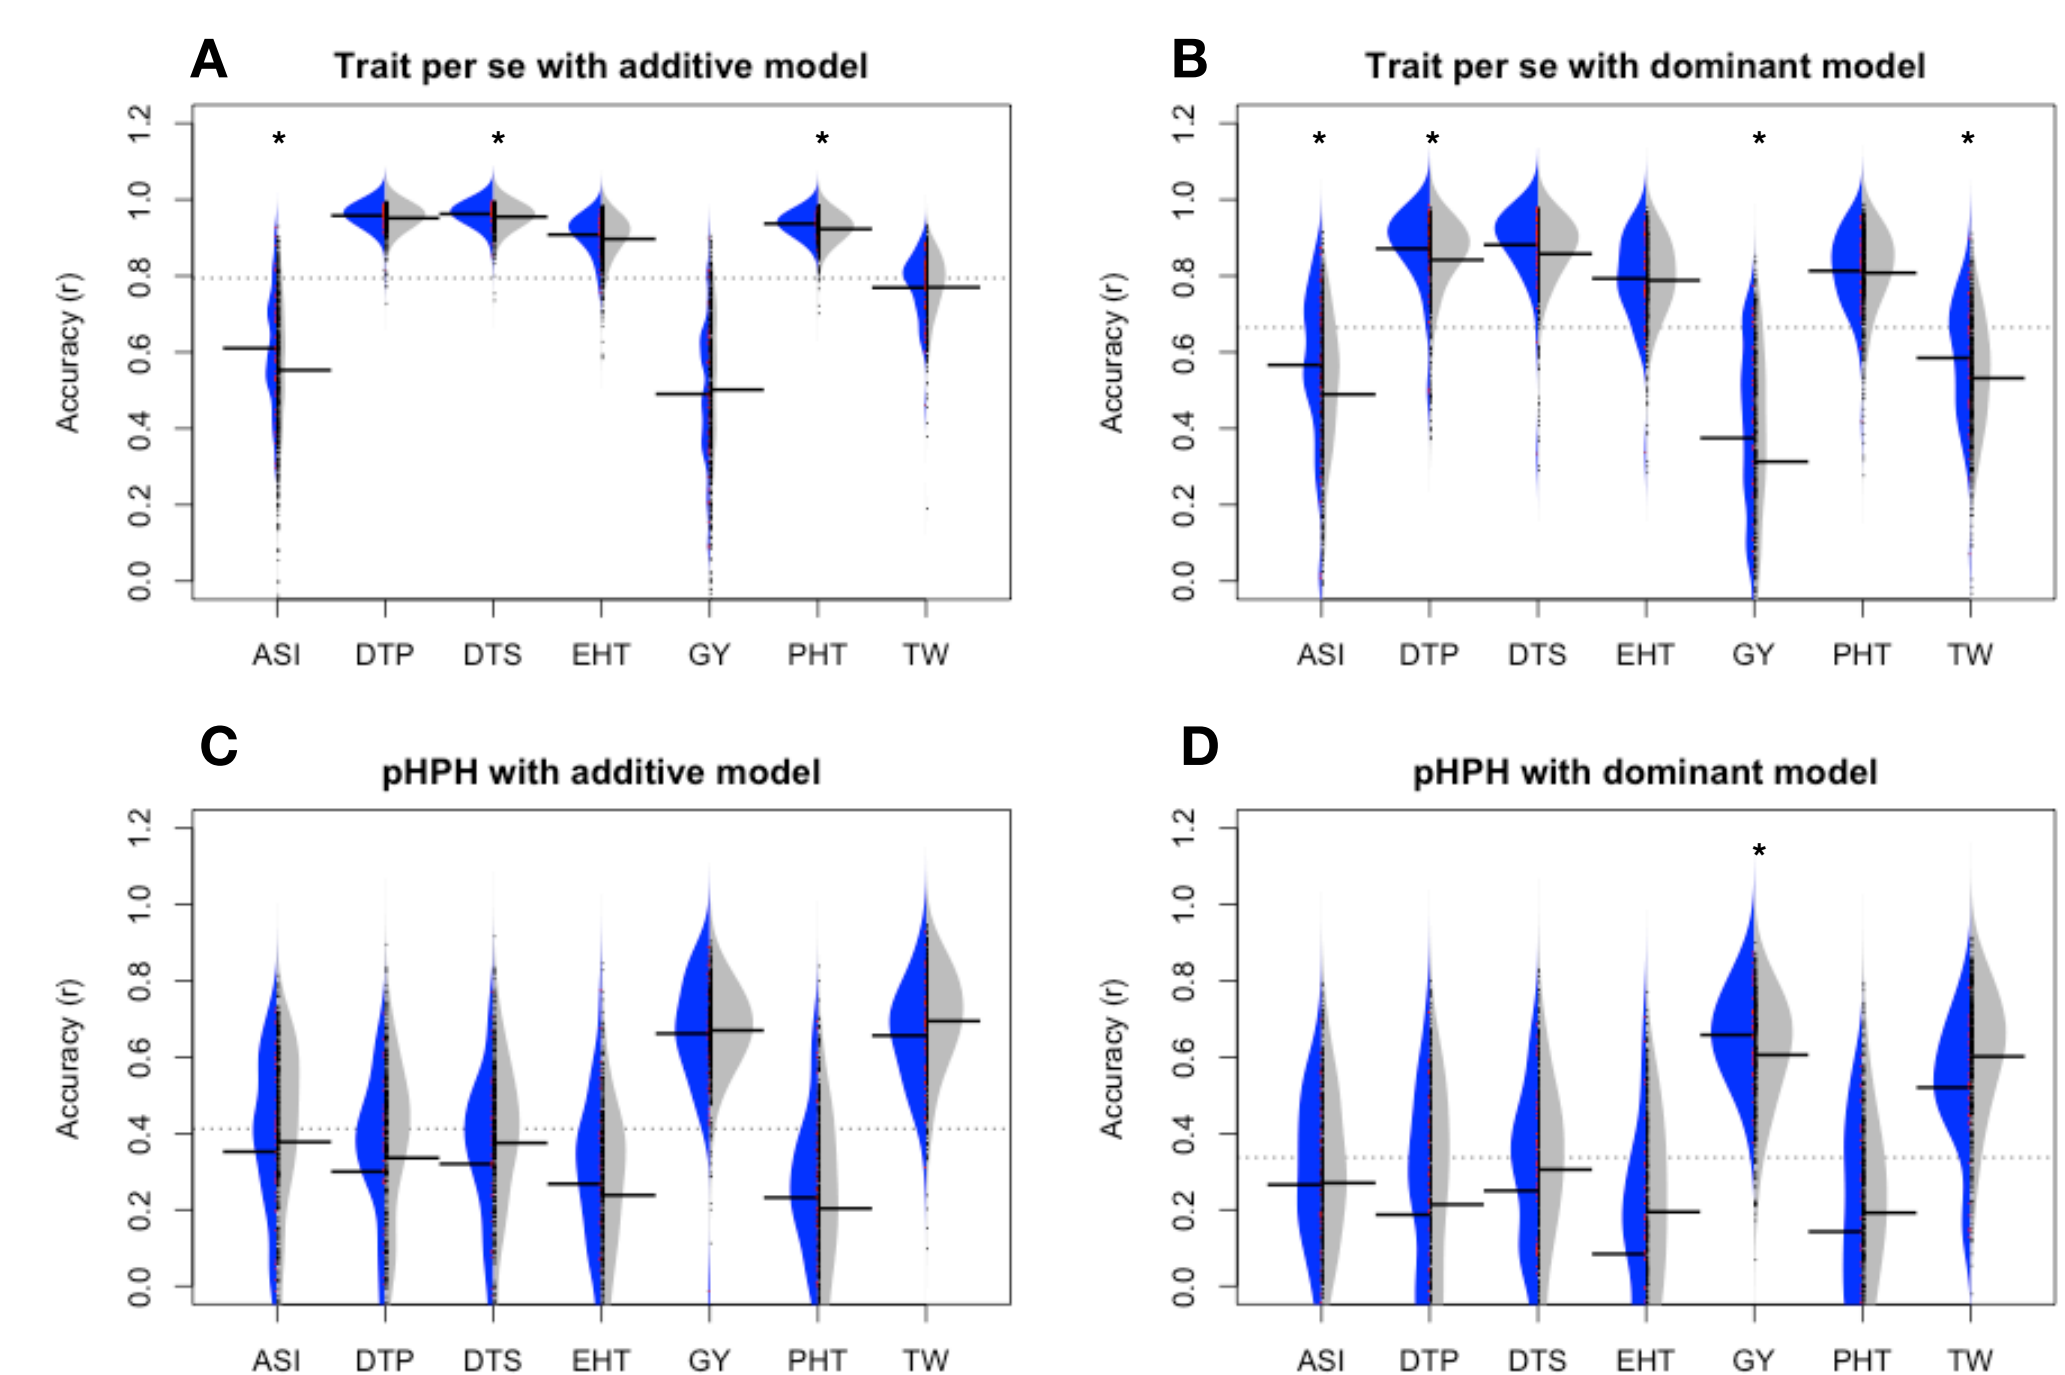 A
Trait per se with additive model
* * *
Accuracy (r)
1.2
1.0
0.8
0.6
0.4
0.2
0.0
ASI DTP DTS EHT GY PHT TW
B
Trait per se with dominant model
* * * *
Accuracy (r)
1.2
1.0
0.8
0.6
0.4
0.2
0.0
ASI DTP DTS EHT GY PHT TW
C
pHPH with additive model
Accuracy (r)
1.2
1.0
0.8
0.6
0.4
0.2
0.0
ASI DTP DTS EHT GY PHT TW
D
pHPH with dominant model
*
Accuracy (r)
1.2
1.0
0.8
0.6
0.4
0.2
0.0
ASI DTP DTS EHT GY PHT TW